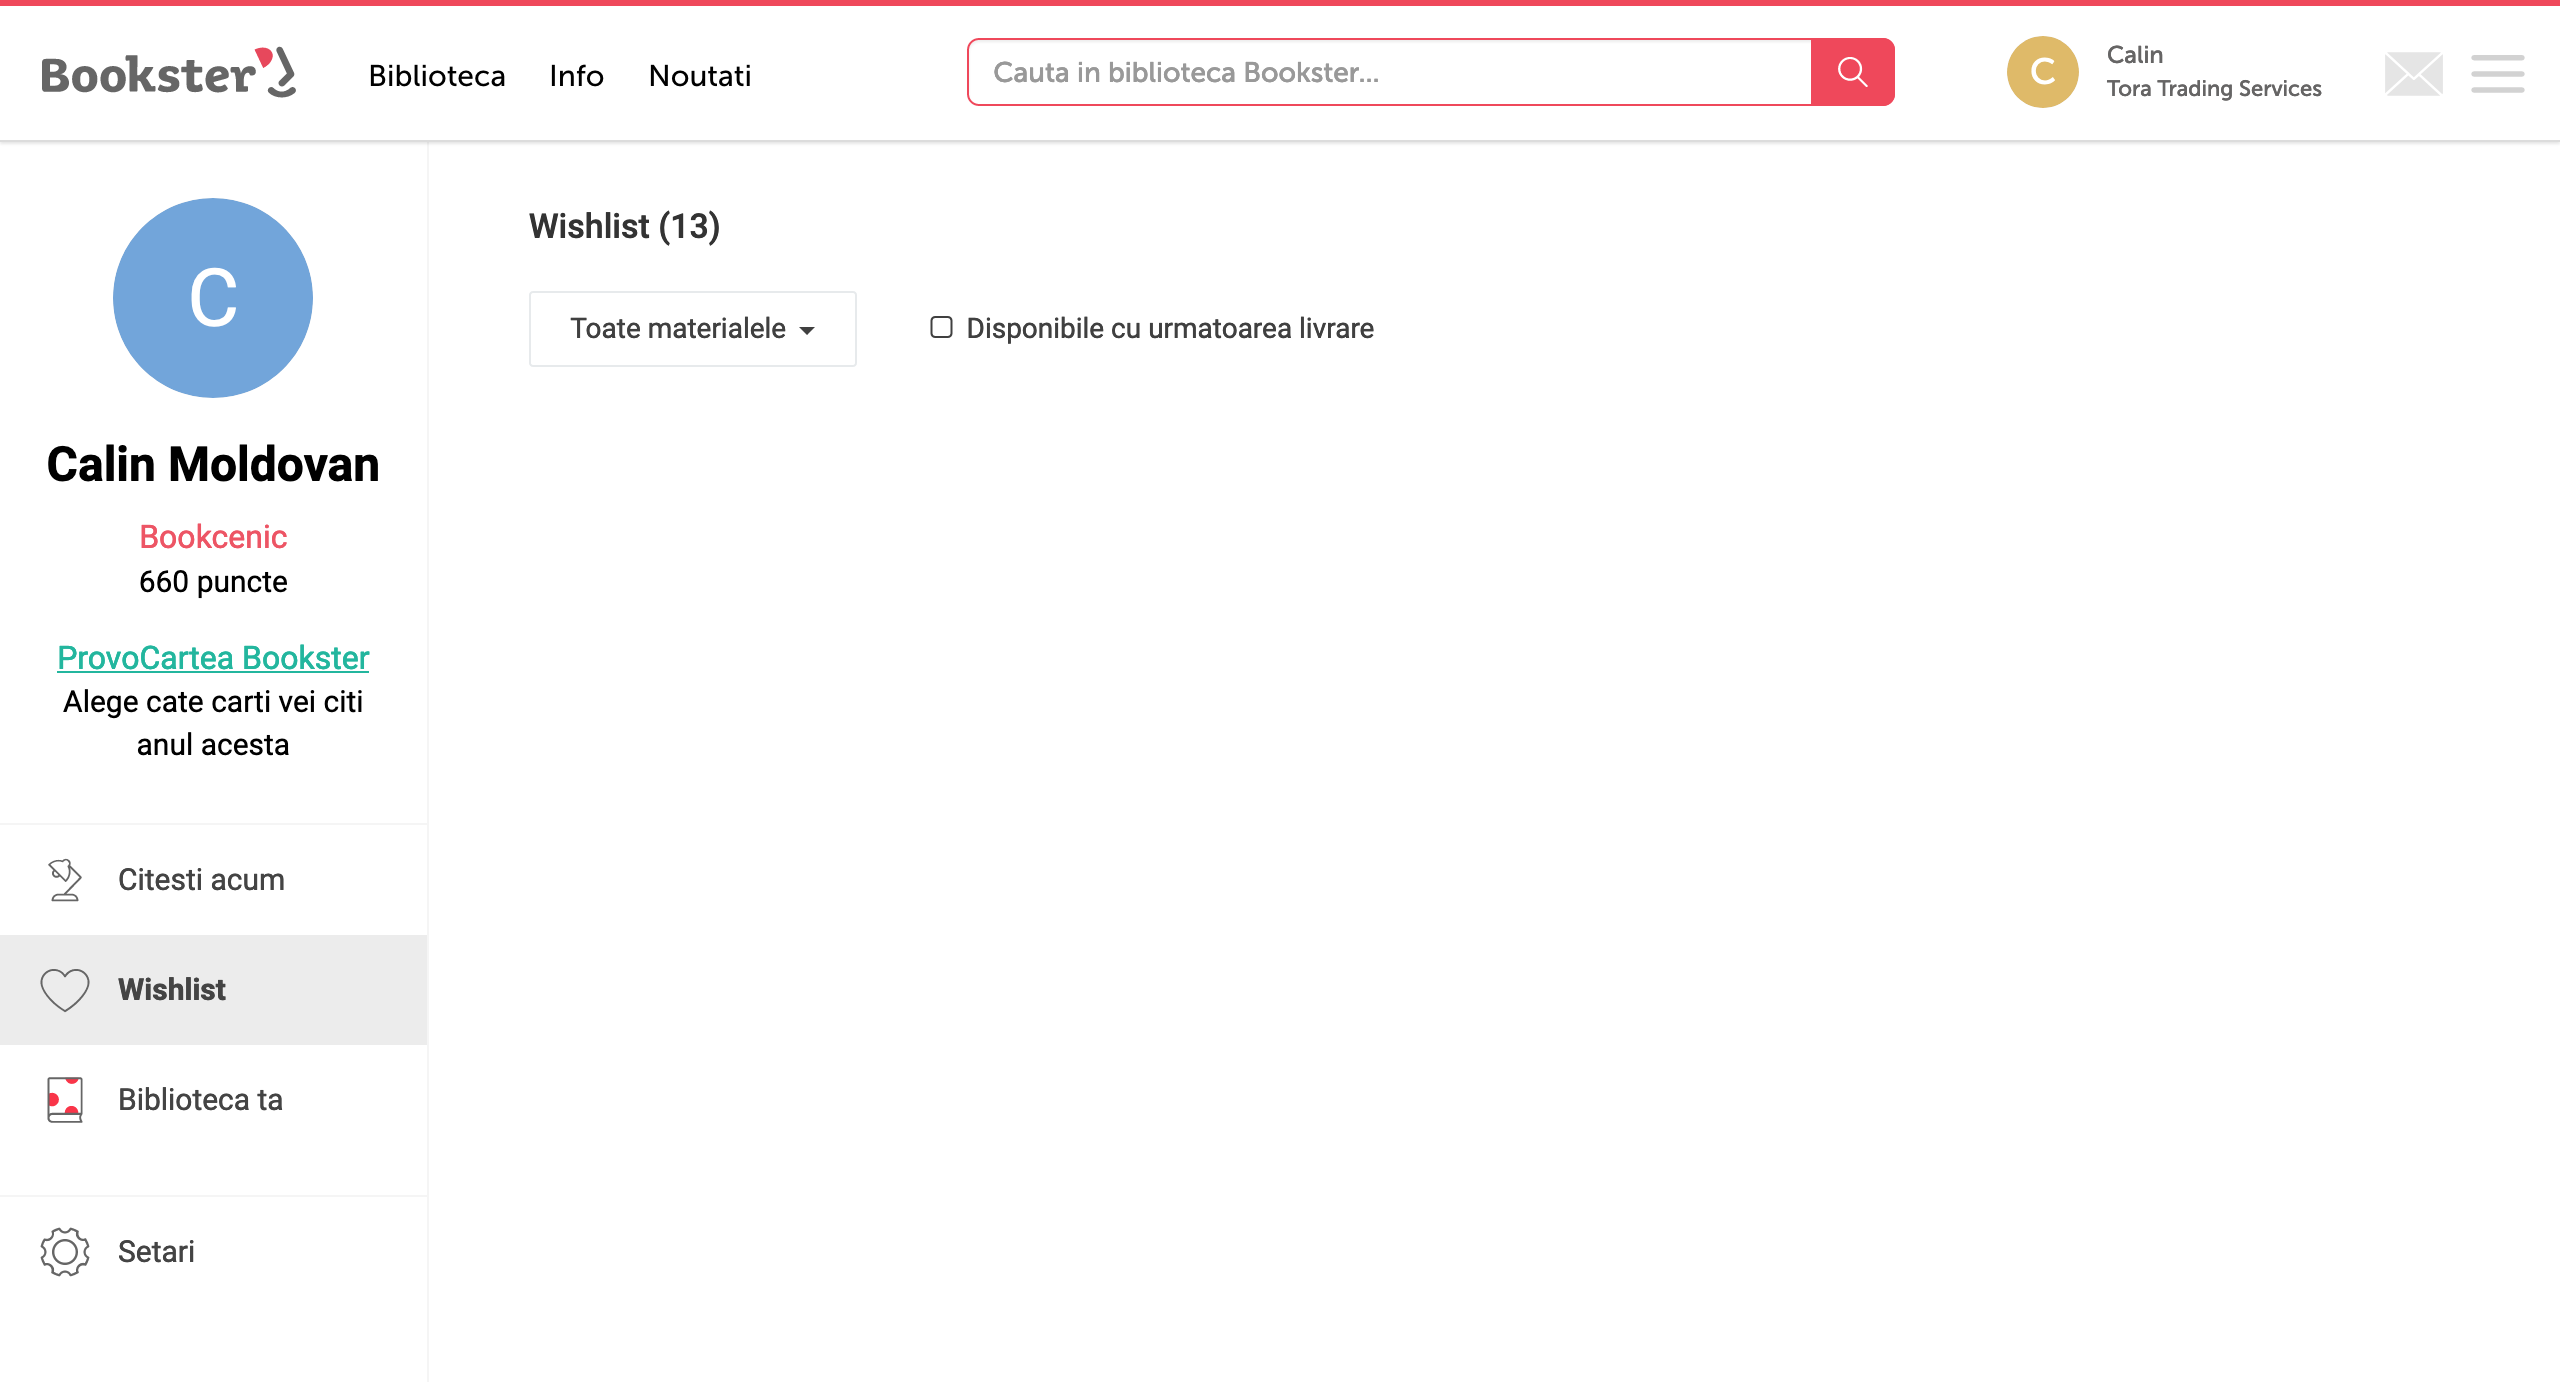 Bookster
Biblioteca
Info
Noutati
Cauta in biblioteca Bookster...
C
Calin
Tora Trading Services
C
Calin Moldovan
Bookcenic
660 puncte
ProvoCartea Bookster
Alege cate carti vei citi
anul acesta
Citesti acum
Wishlist
Biblioteca ta
Setari
Wishlist (13)
Toate materialele
Disponibile cu urmatoarea livrare